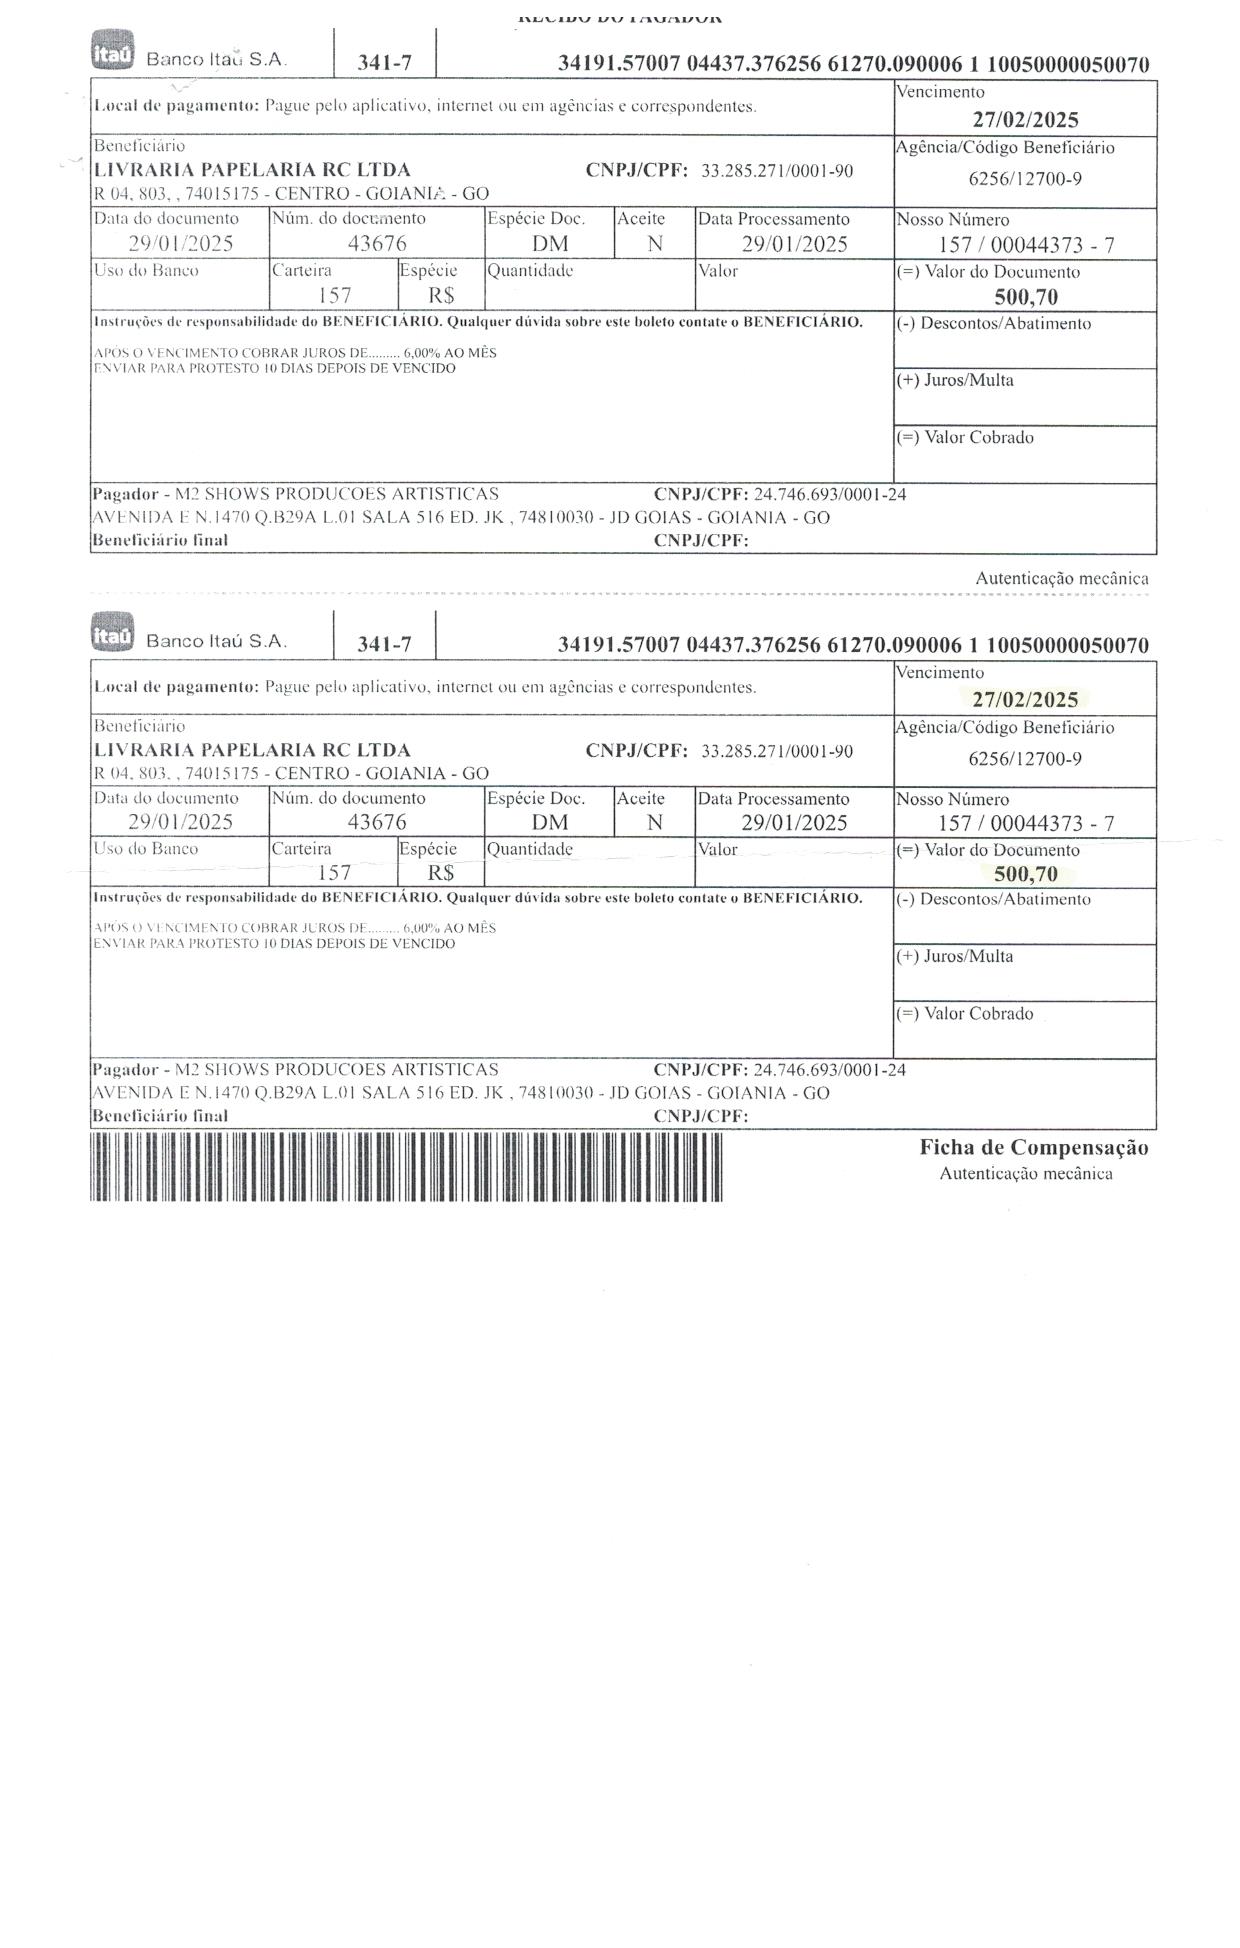 RECIBO DO PAGADOR
itaú Banco Itaú S.A. 341-7 34191.57007 04437.376256 61270.090006 1 10050000050070
Local de pagamento: Pague pelo aplicativo, internet ou em agências e correspondentes.
Vencimento
27/02/2025
Beneficiário
LIVRARIA PAPELARIA RC LTDA CNPJ/CPF: 33.285.271/0001-90
R 04, 803, , 74015175 - CENTRO - GOIANIA - GO
Agência/Código Beneficiário
6256/12700-9
Data do documento Núm. do documento Espécie Doc. Aceite Data Processamento Nosso Número
29/01/2025 43676 DM N 29/01/2025 157 / 00044373 - 7
Uso do Banco Carteira Espécie Quantidade Valor (=) Valor do Documento
157 R$ 500,70
Instruções de responsabilidade do BENEFICIÁRIO. Qualquer dúvida sobre este boleto contate o BENEFICIÁRIO.
APÓS O VENCIMENTO COBRAR JUROS DE........ 6,00% AO MÊS
ENVIAR PARA PROTESTO 10 DIAS DEPOIS DE VENCIDO
(-) Descontos/Abatimento
(+) Juros/Multa
(=) Valor Cobrado
Pagador - M2 SHOWS PRODUCOES ARTISTICAS CNPJ/CPF: 24.746.693/0001-24
AVENIDA E N.1470 Q.B29A L.01 SALA 516 ED. JK , 74810030 - JD GOIAS - GOIANIA - GO
Beneficiário final CNPJ/CPF:
Autenticação mecânica
itaú Banco Itaú S.A. 341-7 34191.57007 04437.376256 61270.090006 1 10050000050070
Local de pagamento: Pague pelo aplicativo, internet ou em agências e correspondentes.
Vencimento
27/02/2025
Beneficiário
LIVRARIA PAPELARIA RC LTDA CNPJ/CPF: 33.285.271/0001-90
R 04, 803, , 74015175 - CENTRO - GOIANIA - GO
Agência/Código Beneficiário
6256/12700-9
Data do documento Núm. do documento Espécie Doc. Aceite Data Processamento Nosso Número
29/01/2025 43676 DM N 29/01/2025 157 / 00044373 - 7
Uso do Banco Carteira Espécie Quantidade Valor (=) Valor do Documento
157 R$ 500,70
Instruções de responsabilidade do BENEFICIÁRIO. Qualquer dúvida sobre este boleto contate o BENEFICIÁRIO.
APÓS O VENCIMENTO COBRAR JUROS DE........ 6,00% AO MÊS
ENVIAR PARA PROTESTO 10 DIAS DEPOIS DE VENCIDO
(-) Descontos/Abatimento
(+) Juros/Multa
(=) Valor Cobrado
Pagador - M2 SHOWS PRODUCOES ARTISTICAS CNPJ/CPF: 24.746.693/0001-24
AVENIDA E N.1470 Q.B29A L.01 SALA 516 ED. JK , 74810030 - JD GOIAS - GOIANIA - GO
Beneficiário final CNPJ/CPF:
Ficha de Compensação
Autenticação mecânica